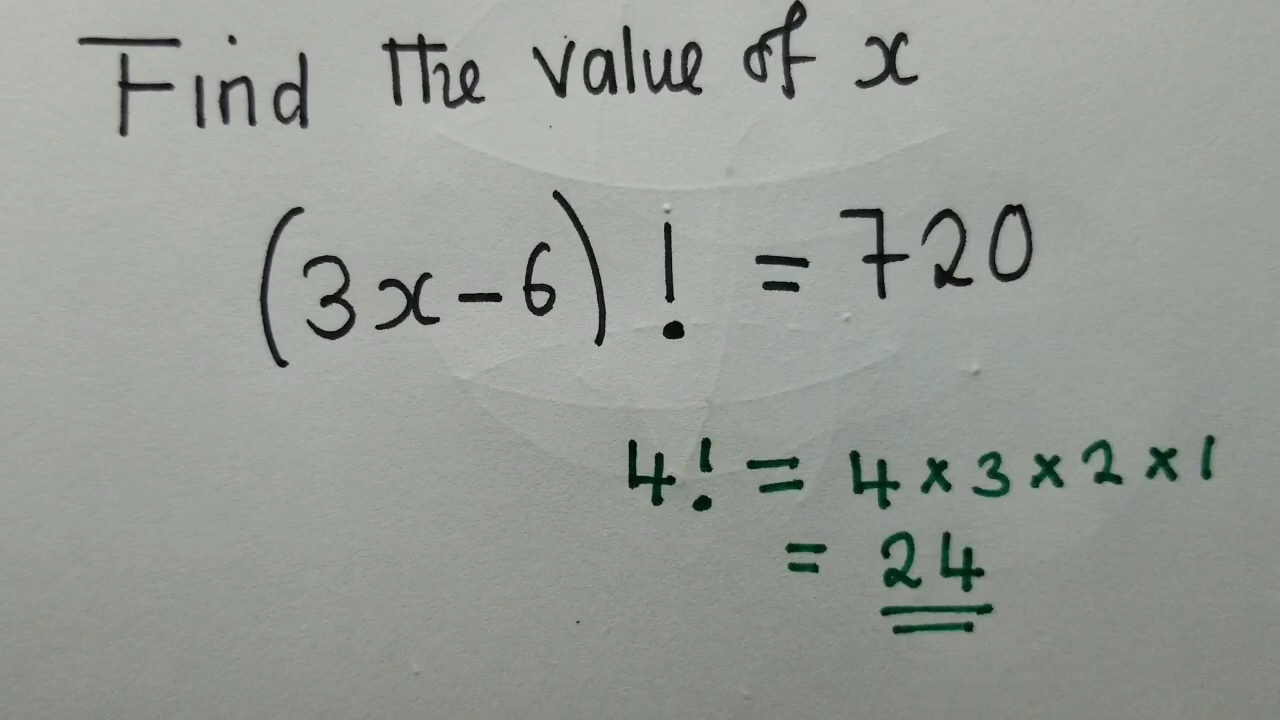 Find the value of x
(3x-6)! = 720
4! = 4×3×2×1
= 24